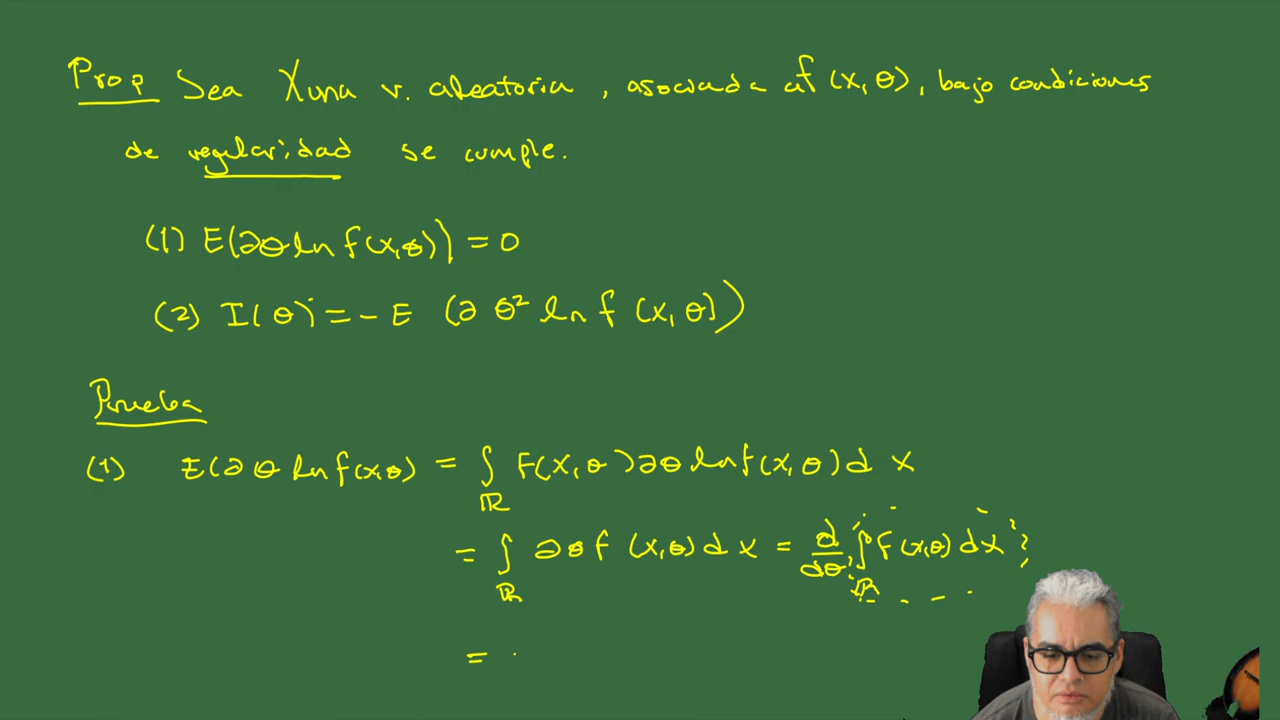 Prop Sea X una v. aleatoria, asociada a f(x,θ), bajo condiciones
de regularidad se cumple.
(1) E(∂θ ln f(x,θ)) = 0
(2) I(θ) = - E (∂θ² ln f(x,θ))
Prueba
(1) E(∂θ ln f(x,θ)) = ∫ℝ f(x,θ) ∂θ ln f(x,θ) dx
= ∫ℝ ∂θ f(x,θ) dx = d/dθ ∫ℝ f(x,θ) dx
=